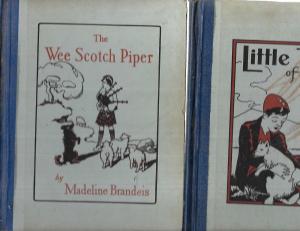 The
Wee Scotch Piper
by
Madeline Brandeis
Little
of